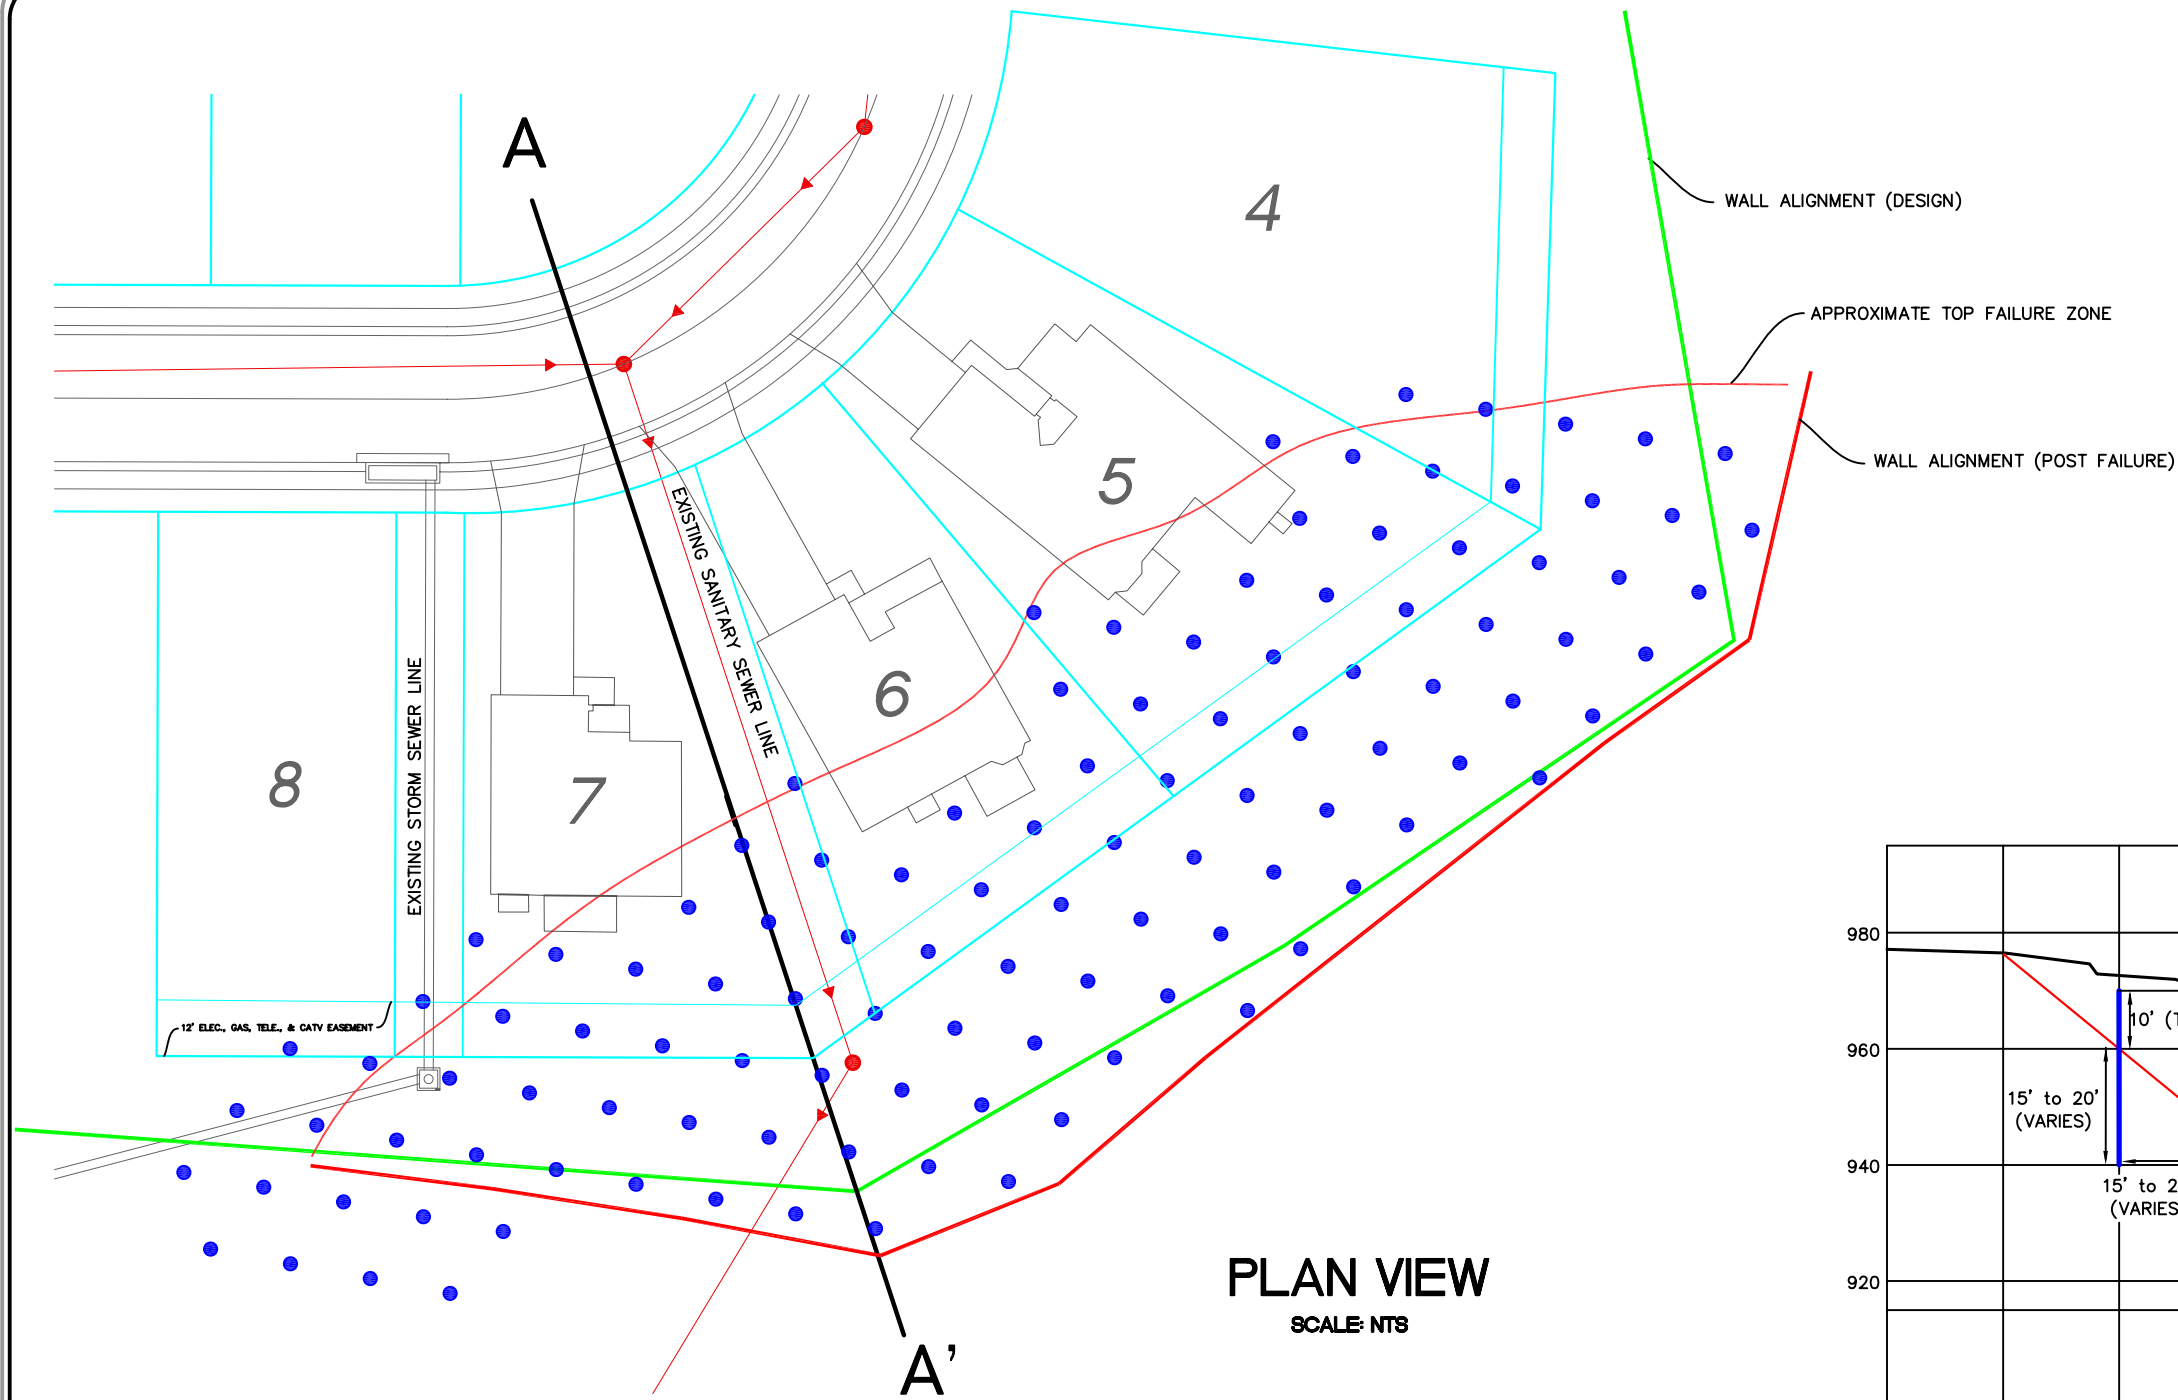 A
4
WALL ALIGNMENT (DESIGN)
APPROXIMATE TOP FAILURE ZONE
WALL ALIGNMENT (POST FAILURE)
5
EXISTING SANITARY SEWER LINE
6
EXISTING STORM SEWER LINE
8
7
12' ELEC., GAS, TELE., & CATV EASEMENT
A'
PLAN VIEW
SCALE: NTS
980
10' (T
960
15' to 20'
(VARIES)
940
15' to 2
(VARIES
920